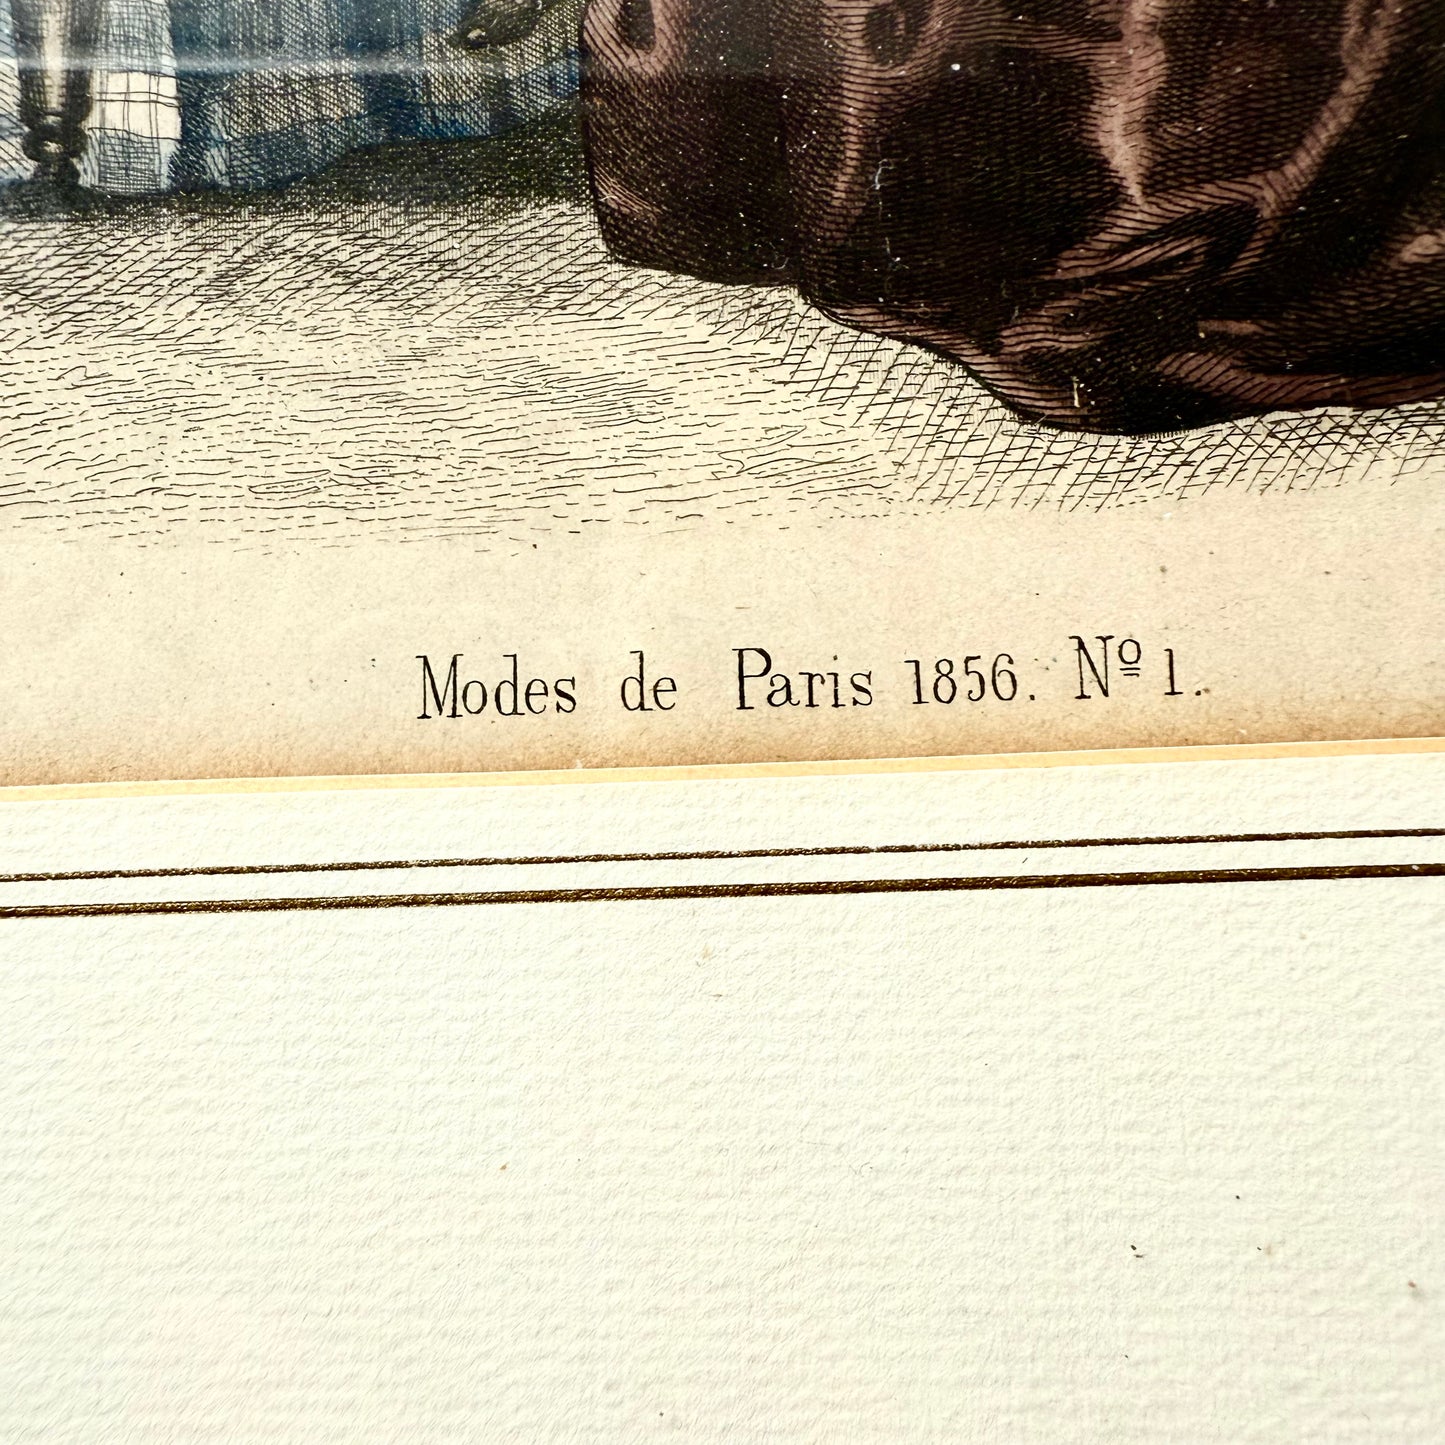 Modes de Paris 1856. Nº 1.